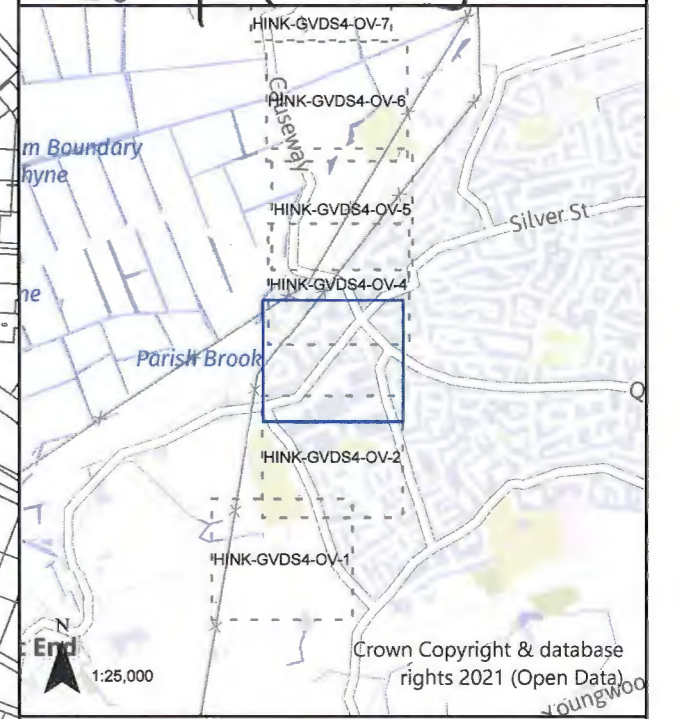 HINK-GVDS4-OV-7
Causeway
HINK-GVDS4-OV-6
m Boundary
hyne
HINK-GVDS4-OV-5
Silver St
ne
HINK-GVDS4-OV-4
Parish Brook
Q
HINK-GVDS4-OV-2
HINK-GVDS4-OV-1
N
End
1:25,000
Crown Copyright & database
rights 2021 (Open Data)
Youngwoo